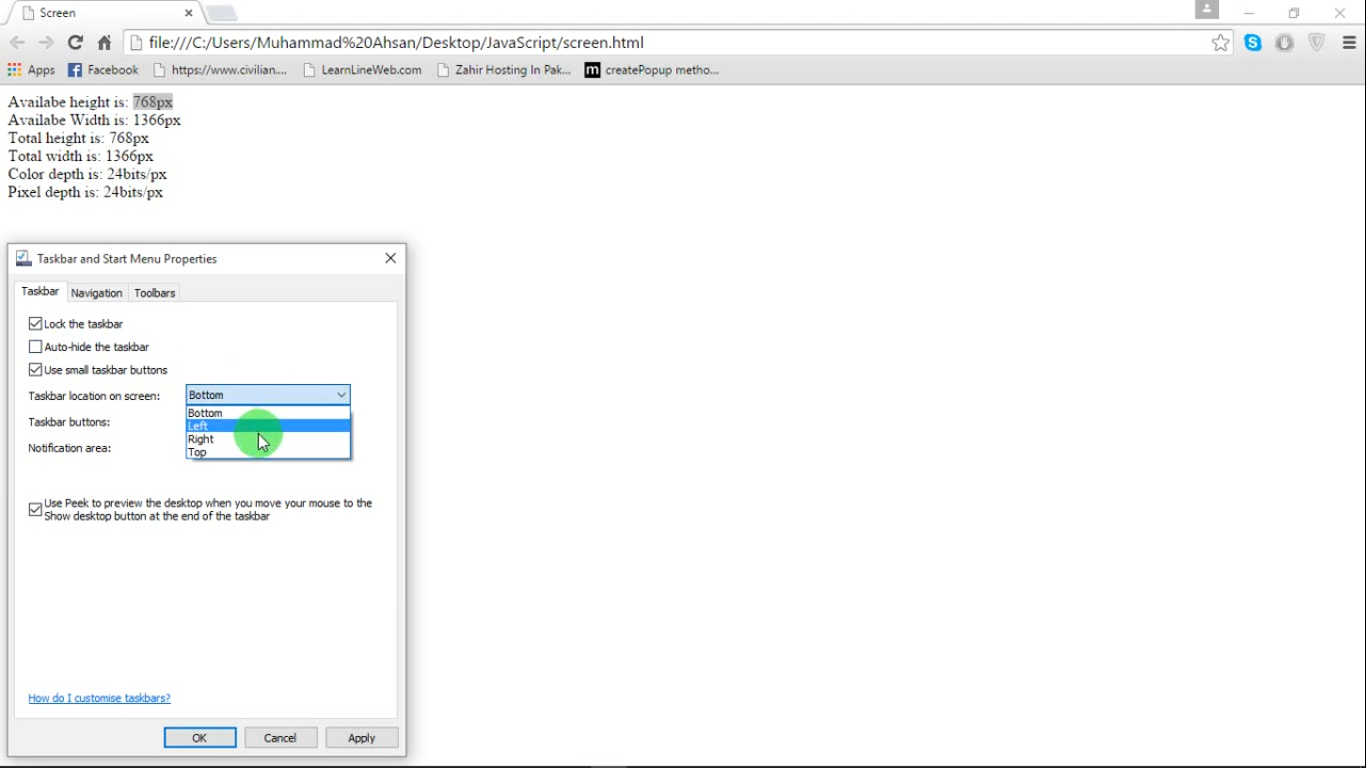 Screen
file:///C:/Users/Muhammad%20Ahsan/Desktop/JavaScript/screen.html
Apps Facebook https://www.civilian.... LearnLineWeb.com Zahir Hosting In Pak... m createPopup metho...
Availabe height is: 768px
Availabe Width is: 1366px
Total height is: 768px
Total width is: 1366px
Color depth is: 24bits/px
Pixel depth is: 24bits/px
Taskbar and Start Menu Properties
Taskbar Navigation Toolbars
Lock the taskbar
Auto-hide the taskbar
Use small taskbar buttons
Taskbar location on screen: Bottom
Bottom
Taskbar buttons: Left
Right
Notification area: Top
Use Peek to preview the desktop when you move your mouse to the
Show desktop button at the end of the taskbar
How do I customise taskbars?
OK Cancel Apply